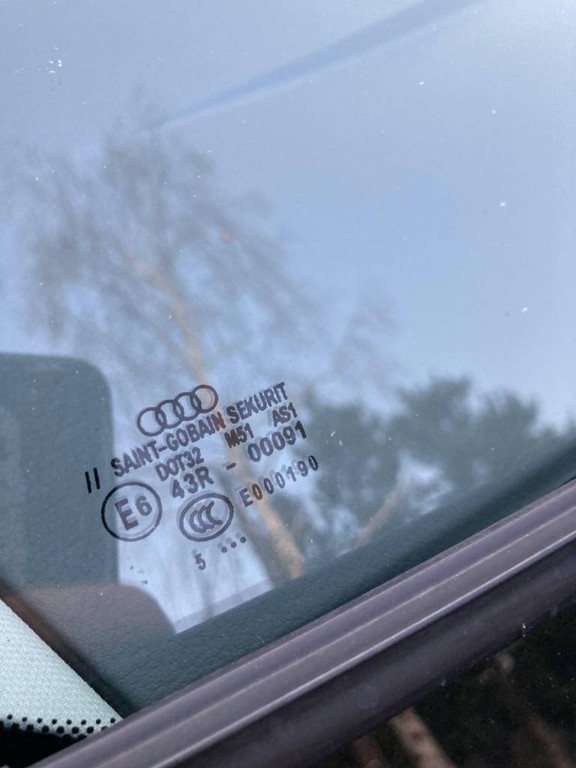 II SAINT-GOBAIN SEKURIT
DOT32 M51 AS1
43R - 00091
E6
CCC E000190
5 ...